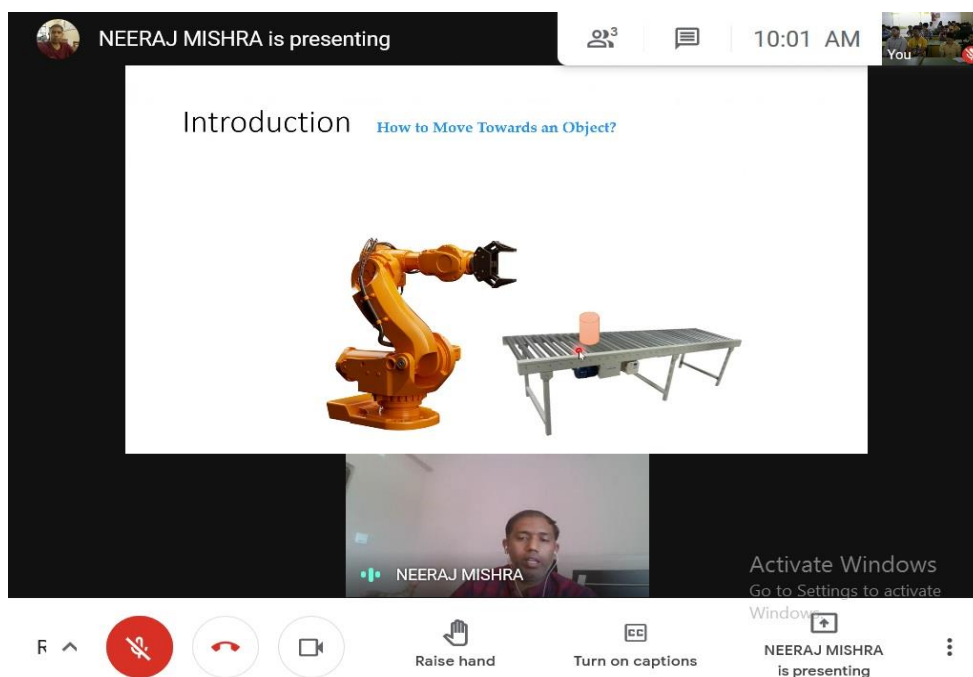 NEERAJ MISHRA is presenting
3
10:01 AM
You
Introduction How to Move Towards an Object?
NEERAJ MISHRA
Activate Windows
Go to Settings to activate
Windows.
R
CC
Raise hand
Turn on captions
NEERAJ MISHRA
is presenting